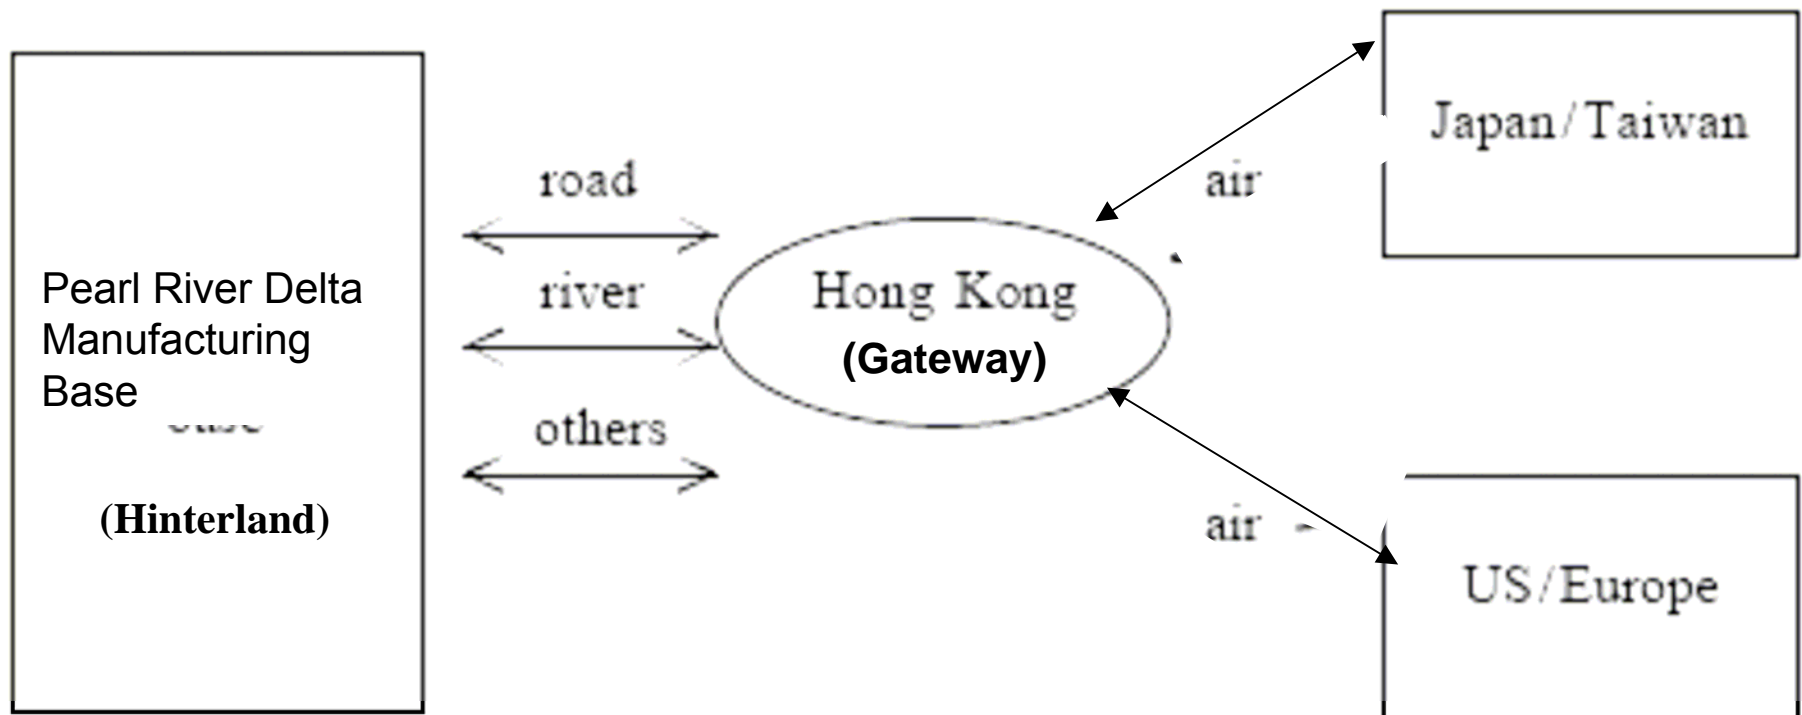 Pearl River Delta
Manufacturing
Base
(Hinterland)
road
river
others
Hong Kong
(Gateway)
air
air
Japan/Taiwan
US/Europe